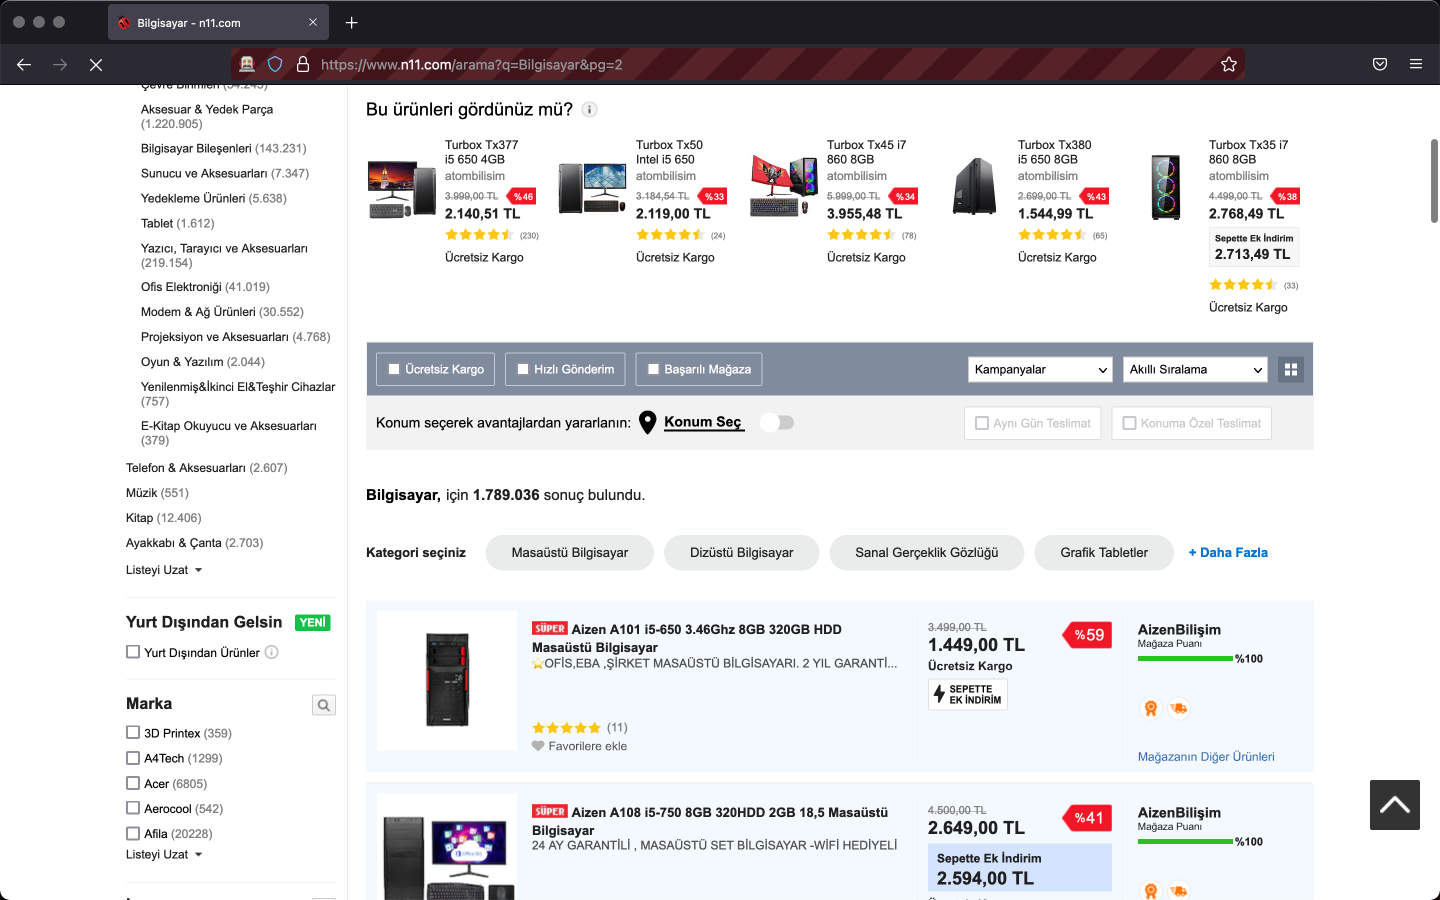 Bilgisayar - n11.com
https://www.n11.com/arama?q=Bilgisayar&pg=2
Çevre Birimleri (54.243)
Aksesuar & Yedek Parça
(1.220.905)
Bilgisayar Bileşenleri (143.231)
Sunucu ve Aksesuarları (7.347)
Yedekleme Ürünleri (5.638)
Tablet (1.612)
Yazıcı, Tarayıcı ve Aksesuarları
(219.154)
Ofis Elektroniği (41.019)
Modem & Ağ Ürünleri (30.552)
Projeksiyon ve Aksesuarları (4.768)
Oyun & Yazılım (2.044)
Yenilenmiş&İkinci El&Teşhir Cihazlar
(757)
E-Kitap Okuyucu ve Aksesuarları
(379)
Telefon & Aksesuarları (2.607)
Müzik (551)
Kitap (12.406)
Ayakkabı & Çanta (2.703)
Listeyi Uzat
Yurt Dışından Gelsin YENİ
Yurt Dışından Ürünler
Marka
3D Printex (359)
A4Tech (1299)
Acer (6805)
Aerocool (542)
Afila (20228)
Listeyi Uzat
Bu ürünleri gördünüz mü?
Turbox Tx377
i5 650 4GB
atombilisim
3.999,00 TL %46
2.140,51 TL
(230)
Ücretsiz Kargo
Turbox Tx50
Intel i5 650
atombilisim
3.184,54 TL %33
2.119,00 TL
(24)
Ücretsiz Kargo
Turbox Tx45 i7
860 8GB
atombilisim
5.999,00 TL %34
3.955,48 TL
(78)
Ücretsiz Kargo
Turbox Tx380
i5 650 8GB
atombilisim
2.699,00 TL %43
1.544,99 TL
(65)
Ücretsiz Kargo
Turbox Tx35 i7
860 8GB
atombilisim
4.499,00 TL %38
2.768,49 TL
Sepette Ek İndirim
2.713,49 TL
(33)
Ücretsiz Kargo
Ücretsiz Kargo Hızlı Gönderim Başarılı Mağaza Kampanyalar Akıllı Sıralama
Konum seçerek avantajlardan yararlanın: Konum Seç Aynı Gün Teslimat Konuma Özel Teslimat
Bilgisayar, için 1.789.036 sonuç bulundu.
Kategori seçiniz Masaüstü Bilgisayar Dizüstü Bilgisayar Sanal Gerçeklik Gözlüğü Grafik Tabletler + Daha Fazla
SÜPER Aizen A101 i5-650 3.46Ghz 8GB 320GB HDD
Masaüstü Bilgisayar
OFİS,EBA ,ŞİRKET MASAÜSTÜ BİLGİSAYARI. 2 YIL GARANTİ...
(11)
Favorilere ekle
3.499,00 TL
1.449,00 TL
%59
Ücretsiz Kargo
SEPETTE
EK İNDİRİM
AizenBilişim
Mağaza Puanı
%100
Mağazanın Diğer Ürünleri
SÜPER Aizen A108 i5-750 8GB 320HDD 2GB 18,5 Masaüstü
Bilgisayar
24 AY GARANTİLİ , MASAÜSTÜ SET BİLGİSAYAR -WİFİ HEDİYELİ
4.500,00 TL
2.649,00 TL
%41
Sepette Ek İndirim
2.594,00 TL
AizenBilişim
Mağaza Puanı
%100